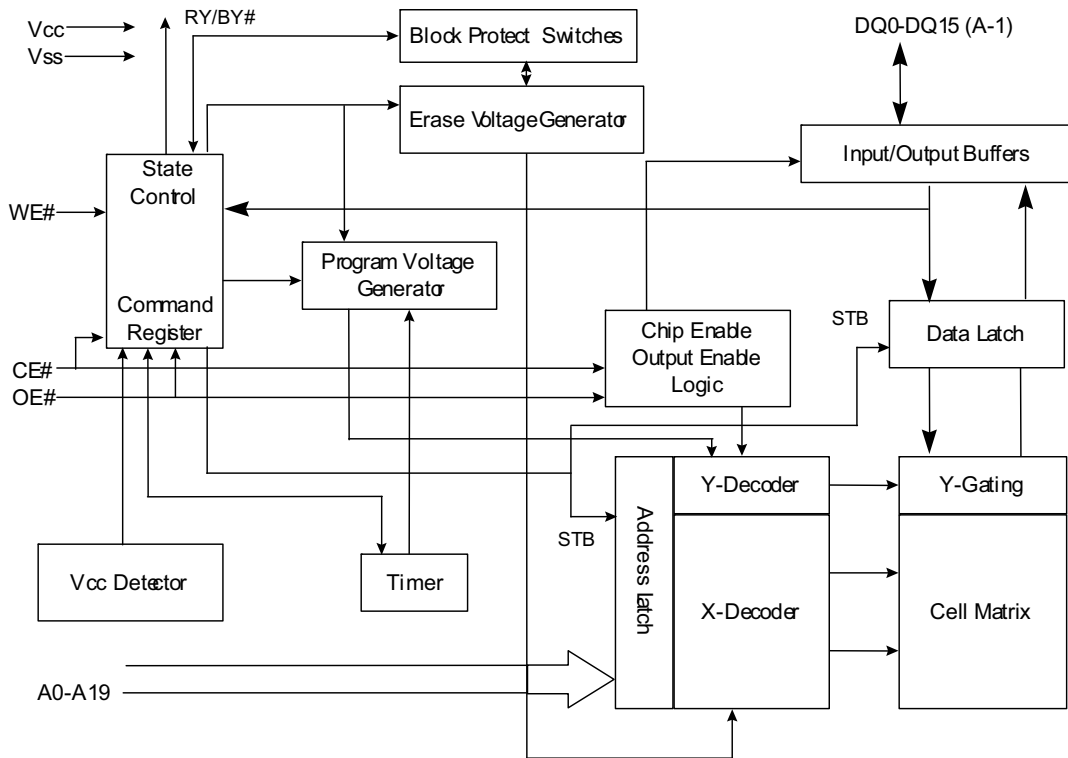 Vcc
Vss
RY/BY#
Block Protect Switches
DQ0-DQ15 (A-1)
Erase Voltage Generator
Input/Output Buffers
State
Control
WE#
Program Voltage
Generator
Command
Register
STB
Chip Enable
Output Enable
Logic
Data Latch
CE#
OE#
Y-Decoder
Y-Gating
Address latch
STB
Vcc Detector
Timer
X-Decoder
Cell Matrix
A0-A19